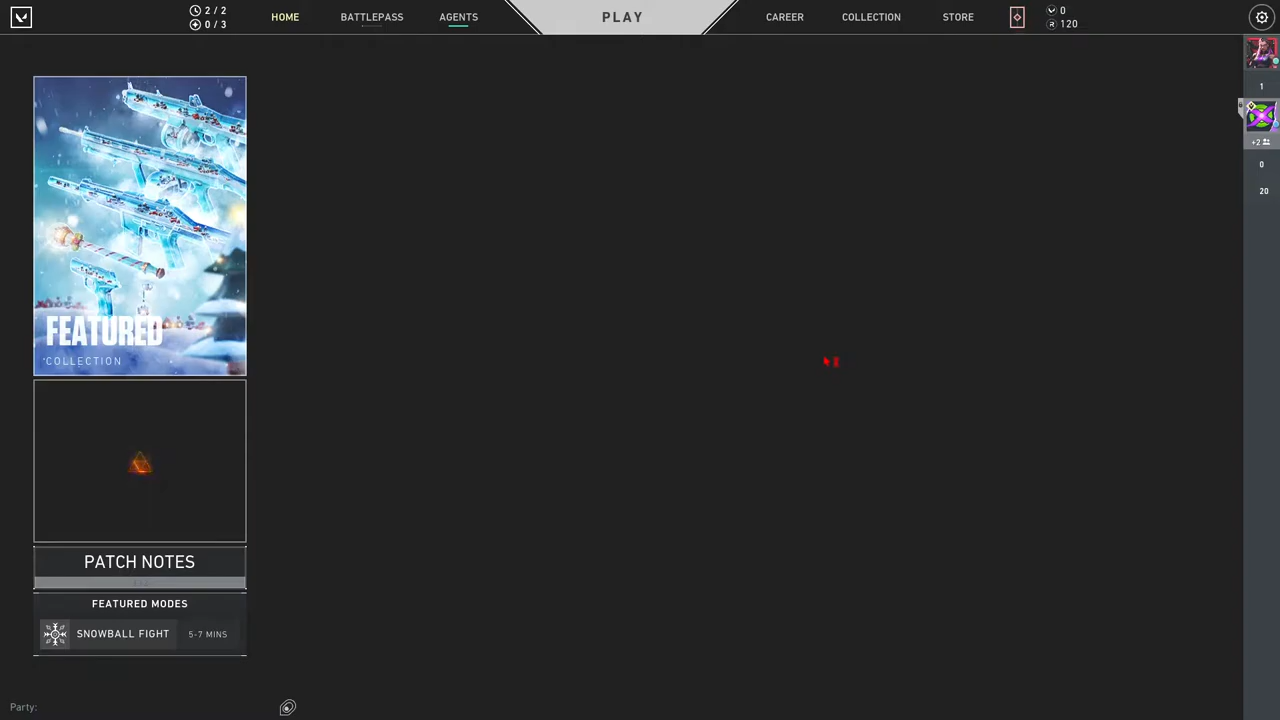 2 / 2
0 / 3
HOME
BATTLEPASS
AGENTS
PLAY
CAREER
COLLECTION
STORE
0
120
1
+2
0
20
FEATURED
COLLECTION
PATCH NOTES
FEATURED MODES
SNOWBALL FIGHT
5-7 MINS
Party: